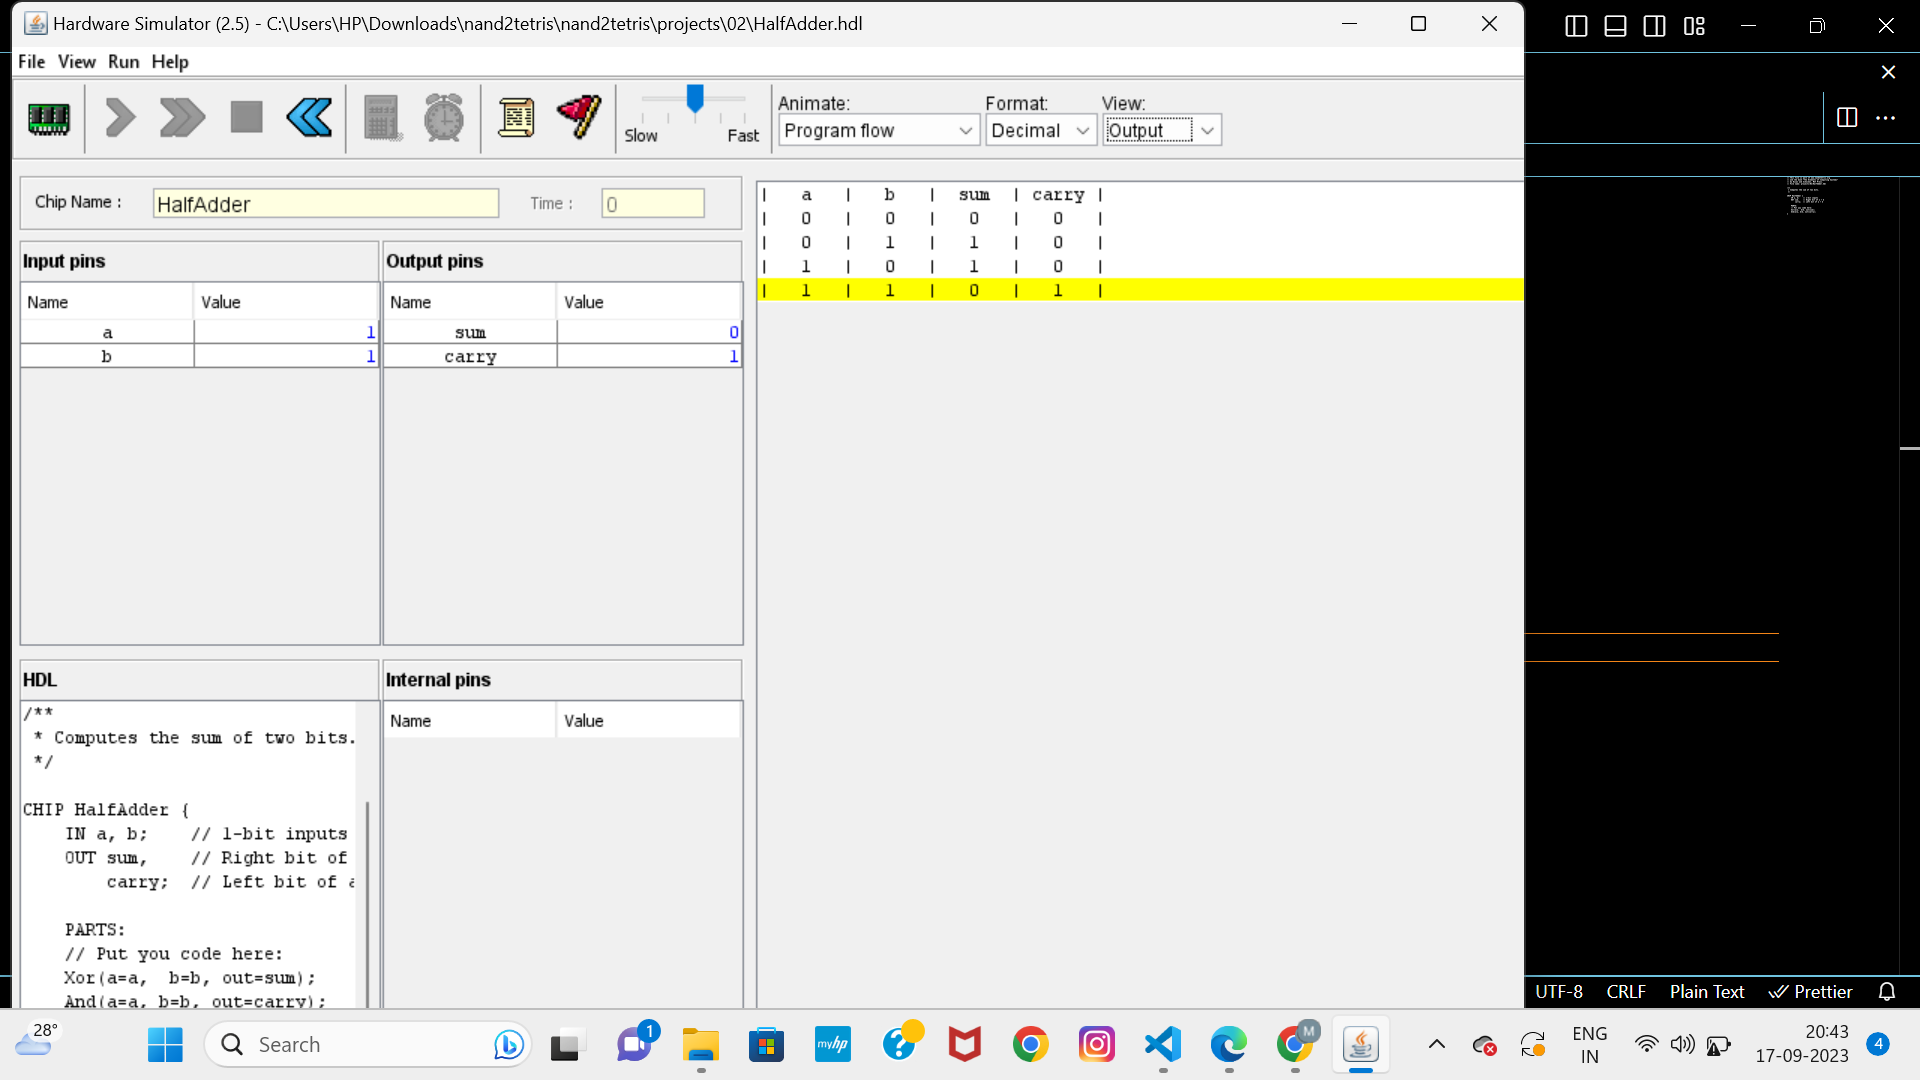 Hardware Simulator (2.5) - C:\Users\HP\Downloads\nand2tetris\nand2tetris\projects\02\HalfAdder.hdl
File View Run Help
Slow Fast
Animate: Format: View:
Program flow Decimal Output
Chip Name : HalfAdder Time : 0
Input pins
Name Value
a 1
b 1
Output pins
Name Value
sum 0
carry 1
| a | b | sum | carry |
| 0 | 0 | 0 | 0 |
| 0 | 1 | 1 | 0 |
| 1 | 0 | 1 | 0 |
| 1 | 1 | 0 | 1 |
HDL
/**
* Computes the sum of two bits.
*/
CHIP HalfAdder {
IN a, b; // 1-bit inputs
OUT sum, // Right bit of
carry; // Left bit of a
PARTS:
// Put you code here:
Xor(a=a, b=b, out=sum);
And(a=a, b=b, out=carry);
Internal pins
Name Value
UTF-8 CRLF Plain Text Prettier
28°
Search
1
myhp
M
ENG
IN
20:43
17-09-2023
4